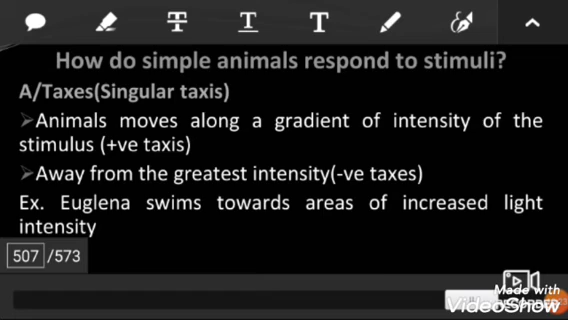 How do simple animals respond to stimuli?
A/Taxes(Singular taxis)
➢Animals moves along a gradient of intensity of the
stimulus (+ve taxis)
➢Away from the greatest intensity(-ve taxes)
Ex. Euglena swims towards areas of increased light
intensity
507 /573
Made with
VideoShow